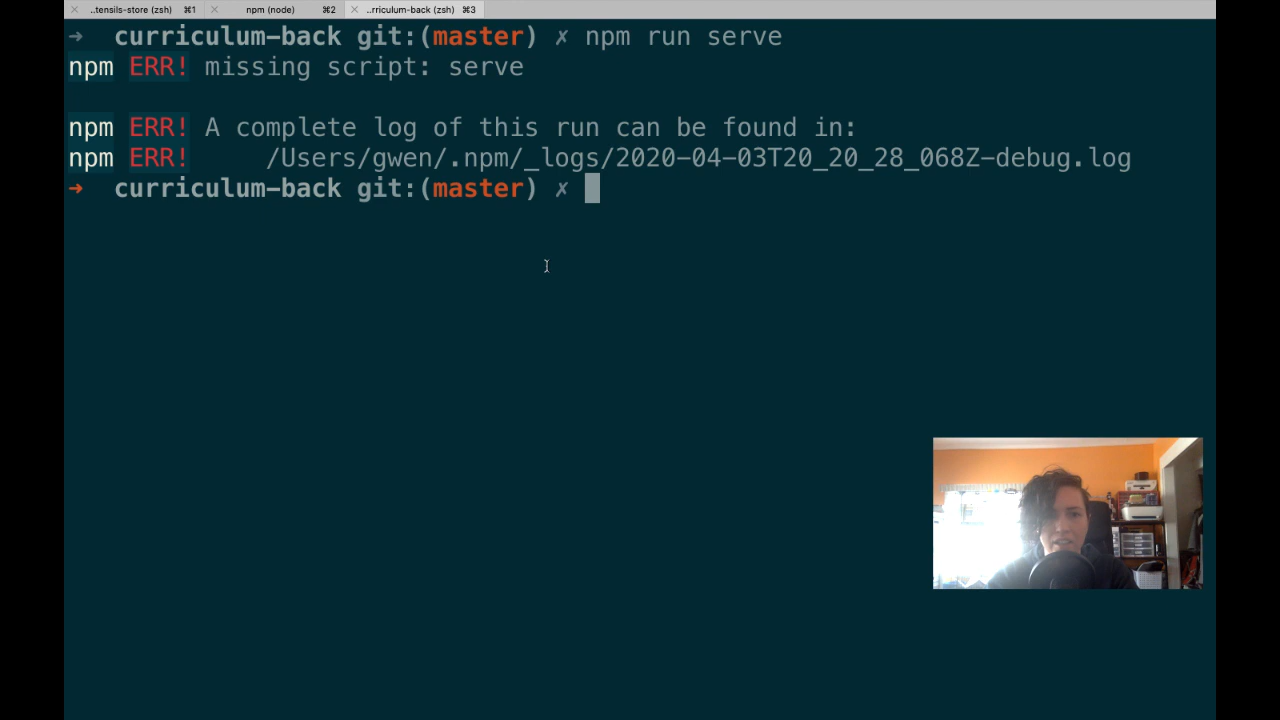 ..tensils-store (zsh) ⌘1 npm (node) ⌘2 ..rriculum-back (zsh) ⌘3
➜ curriculum-back git:(master) ✗ npm run serve
npm ERR! missing script: serve
npm ERR! A complete log of this run can be found in:
npm ERR! /Users/gwen/.npm/_logs/2020-04-03T20_20_28_068Z-debug.log
➜ curriculum-back git:(master) ✗